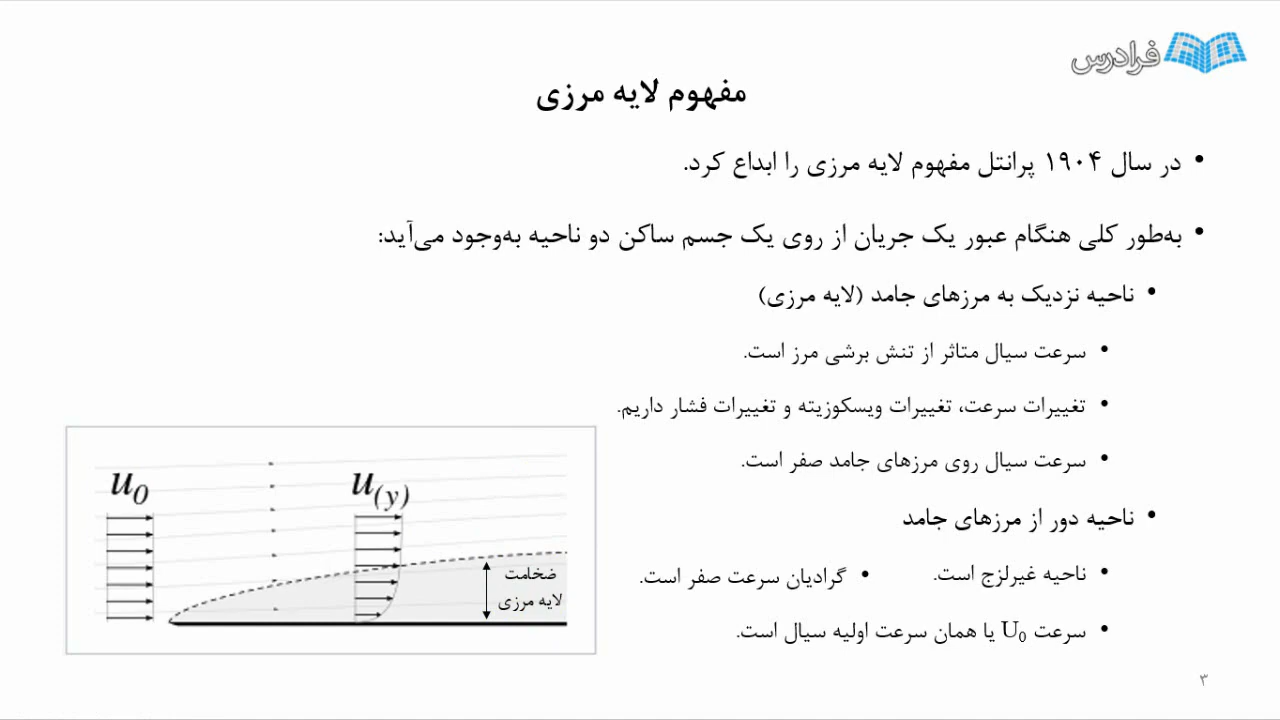 فرادرس
مفهوم لایه مرزی
• در سال ۱۹۰۴ پرانتل مفهوم لایه مرزی را ابداع کرد.
• به‌طور کلی هنگام عبور یک جریان از روی یک جسم ساکن دو ناحیه به‌وجود می‌آید:
• ناحیه نزدیک به مرزهای جامد (لایه مرزی)
• سرعت سیال متاثر از تنش برشی مرز است.
• تغییرات سرعت، تغییرات ویسکوزیته و تغییرات فشار داریم.
• سرعت سیال روی مرزهای جامد صفر است.
• ناحیه دور از مرزهای جامد
• ناحیه غیرلزج است.
• گرادیان سرعت صفر است.
• سرعت U₀ یا همان سرعت اولیه سیال است.
u₀
u(y)
ضخامت
لایه مرزی
۳